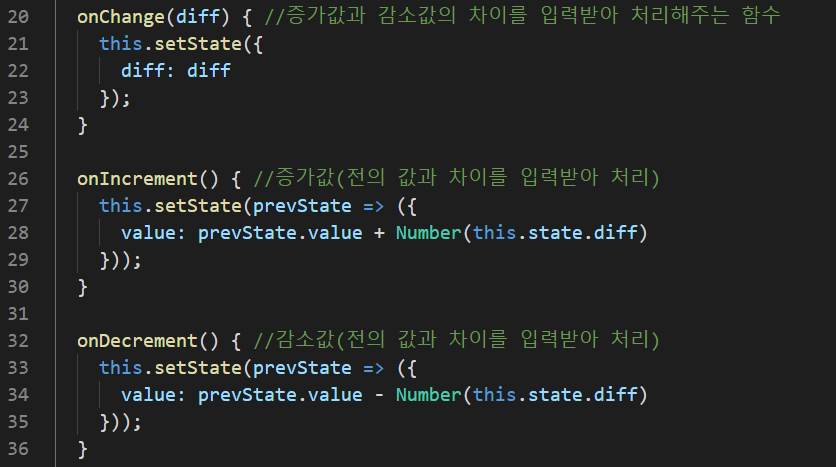 20 onChange(diff) { //증가값과 감소값의 차이를 입력받아 처리해주는 함수
21 this.setState({
22 diff: diff
23 });
24 }
25
26 onIncrement() { //증가값(전의 값과 차이를 입력받아 처리)
27 this.setState(prevState => ({
28 value: prevState.value + Number(this.state.diff)
29 }));
30 }
31
32 onDecrement() { //감소값(전의 값과 차이를 입력받아 처리)
33 this.setState(prevState => ({
34 value: prevState.value - Number(this.state.diff)
35 }));
36 }